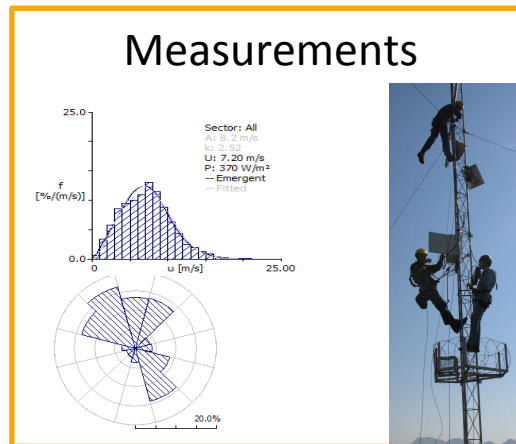 Measurements
25.0
Sector: All
A: 8.2 m/s
k: 2.52
U: 7.20 m/s
P: 370 W/m²
-- Emergent
-- Fitted
f
[%/(m/s)]
0.0
0
u [m/s]
25.00
20.0%